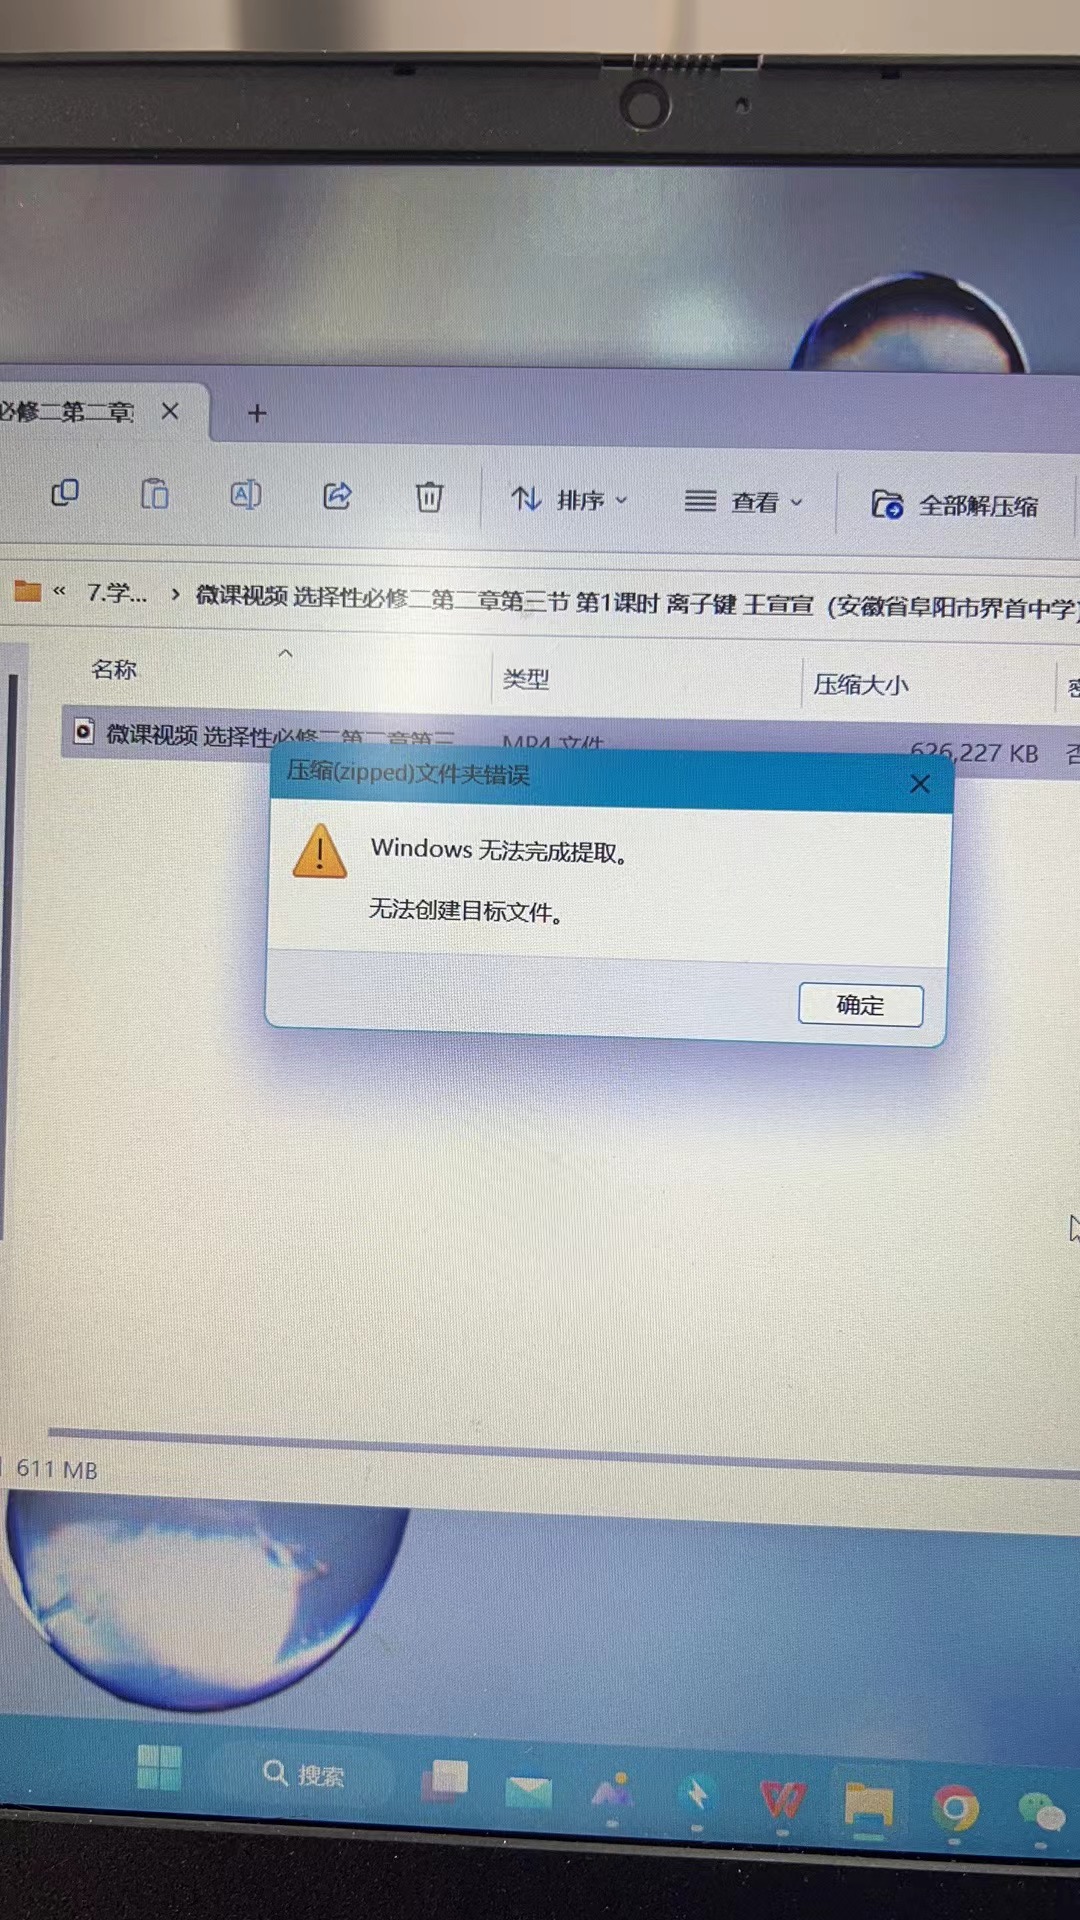 必修二第二章
排序
查看
全部解压缩
« 7.学... › 微课视频 选择性必修二第二章第三节 第1课时 离子键 王宣宣 (安徽省阜阳市界首中学)
名称
类型
压缩大小
微课视频 选择性必修二第二章第三
MP4 文件
626,227 KB
否
压缩(zipped)文件夹错误
Windows 无法完成提取。
无法创建目标文件。
确定
611 MB
搜索